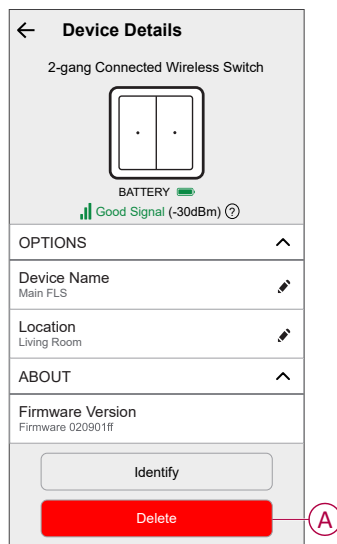 Device Details
2-gang Connected Wireless Switch
BATTERY
Good Signal (-30dBm) ?
OPTIONS
Device Name
Main FLS
Location
Living Room
ABOUT
Firmware Version
Firmware 020901ff
Identify
Delete
A